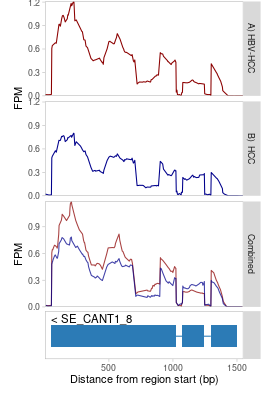 1.2
0.9
0.6
0.3
0.0
FPM
A) HBV-HCC
1.2
0.9
0.6
0.3
0.0
B) HCC
0.9
0.6
0.3
0.0
FPM
Combined
< SE_CANT1_8
500
1000
1500
Distance from region start (bp)